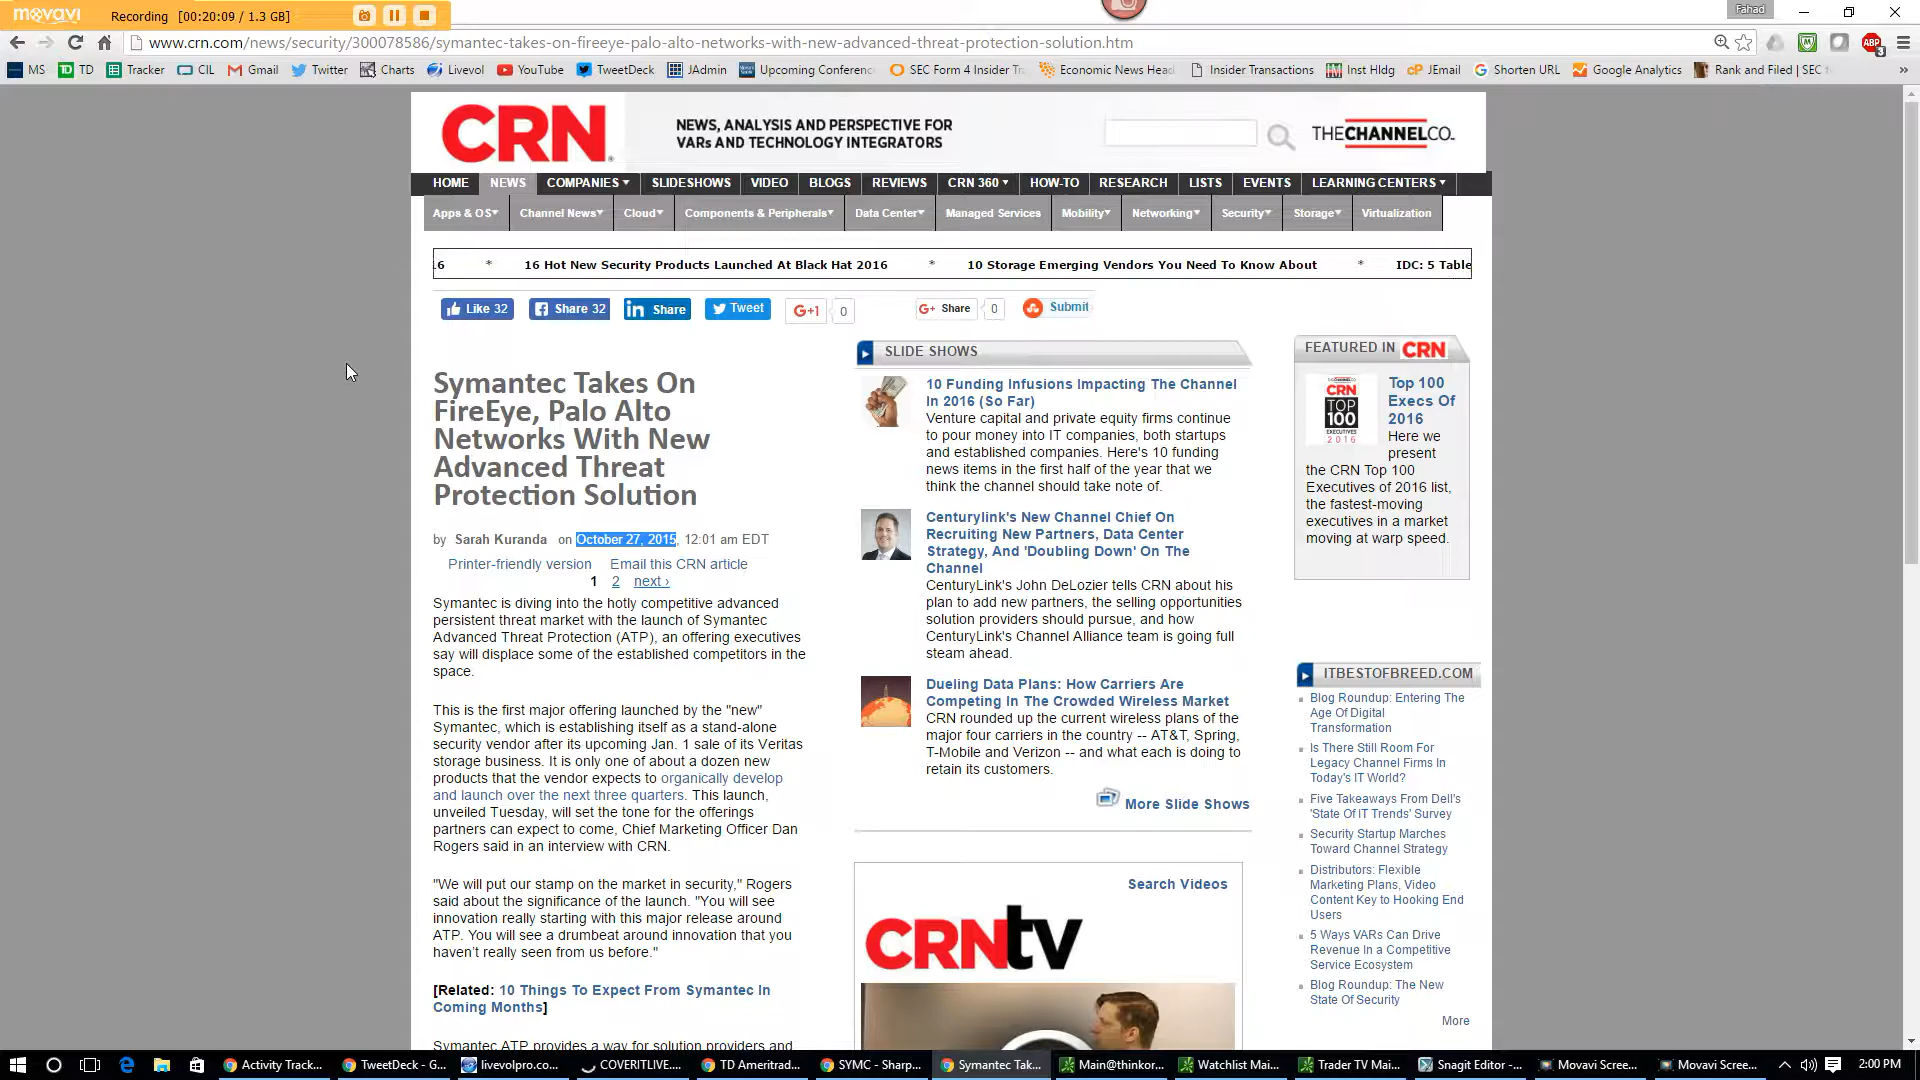 movavi Recording [00:20:09 / 1.3 GB]
Fahad
www.crn.com/news/security/300078586/symantec-takes-on-fireeye-palo-alto-networks-with-new-advanced-threat-protection-solution.htm
MS TD Tracker CIL Gmail Twitter Charts Livevol YouTube TweetDeck JAdmin Upcoming Conference SEC Form 4 Insider Tr Economic News Head Insider Transactions Inst Hldg JEmail Shorten URL Google Analytics Rank and Filed | SEC
ABP 3
CRN
NEWS, ANALYSIS AND PERSPECTIVE FOR
VARs AND TECHNOLOGY INTEGRATORS
THECHANNELCO.
HOME NEWS COMPANIES SLIDESHOWS VIDEO BLOGS REVIEWS CRN 360 HOW-TO RESEARCH LISTS EVENTS LEARNING CENTERS
Apps & OS Channel News Cloud Components & Peripherals Data Center Managed Services Mobility Networking Security Storage Virtualization
16 * 16 Hot New Security Products Launched At Black Hat 2016 * 10 Storage Emerging Vendors You Need To Know About * IDC: 5 Table
Like 32 Share 32 in Share Tweet G+1 0 G+ Share 0 Submit
Symantec Takes On
FireEye, Palo Alto
Networks With New
Advanced Threat
Protection Solution
by Sarah Kuranda on October 27, 2015, 12:01 am EDT
Printer-friendly version Email this CRN article
1 2 next ›
Symantec is diving into the hotly competitive advanced
persistent threat market with the launch of Symantec
Advanced Threat Protection (ATP), an offering executives
say will displace some of the established competitors in the
space.
This is the first major offering launched by the "new"
Symantec, which is establishing itself as a stand-alone
security vendor after its upcoming Jan. 1 sale of its Veritas
storage business. It is only one of about a dozen new
products that the vendor expects to organically develop
and launch over the next three quarters. This launch,
unveiled Tuesday, will set the tone for the offerings
partners can expect to come, Chief Marketing Officer Dan
Rogers said in an interview with CRN.
"We will put our stamp on the market in security," Rogers
said about the significance of the launch. "You will see
innovation really starting with this major release around
ATP. You will see a drumbeat around innovation that you
haven't really seen from us before."
[Related: 10 Things To Expect From Symantec In
Coming Months]
Symantec ATP provides a way for solution providers and
SLIDE SHOWS
10 Funding Infusions Impacting The Channel
In 2016 (So Far)
Venture capital and private equity firms continue
to pour money into IT companies, both startups
and established companies. Here's 10 funding
news items in the first half of the year that we
think the channel should take note of.
Centurylink's New Channel Chief On
Recruiting New Partners, Data Center
Strategy, And 'Doubling Down' On The
Channel
CenturyLink's John DeLozier tells CRN about his
plan to add new partners, the selling opportunities
solution providers should pursue, and how
CenturyLink's Channel Alliance team is going full
steam ahead.
Dueling Data Plans: How Carriers Are
Competing In The Crowded Wireless Market
CRN rounded up the current wireless plans of the
major four carriers in the country -- AT&T, Spring,
T-Mobile and Verizon -- and what each is doing to
retain its customers.
More Slide Shows
Search Videos
CRNtv
FEATURED IN CRN
CRN
TOP
100
EXECUTIVES
2016
Top 100
Execs Of
2016
Here we
present
the CRN Top 100
Executives of 2016 list,
the fastest-moving
executives in a market
moving at warp speed.
ITBESTOFBREED.COM
Blog Roundup: Entering The
Age Of Digital
Transformation
Is There Still Room For
Legacy Channel Firms In
Today's IT World?
Five Takeaways From Dell's
'State Of IT Trends' Survey
Security Startup Marches
Toward Channel Strategy
Distributors: Flexible
Marketing Plans, Video
Content Key to Hooking End
Users
5 Ways VARs Can Drive
Revenue In a Competitive
Service Ecosystem
Blog Roundup: The New
State Of Security
More
Activity Track... TweetDeck - G... livevolpro.co... COVERITLIVE.... TD Ameritrad... SYMC - Sharp... Symantec Tak... Main@thinkor... Watchlist Mai... Trader TV Mai... Snagit Editor -... Movavi Scree... Movavi Scree... 2:00 PM